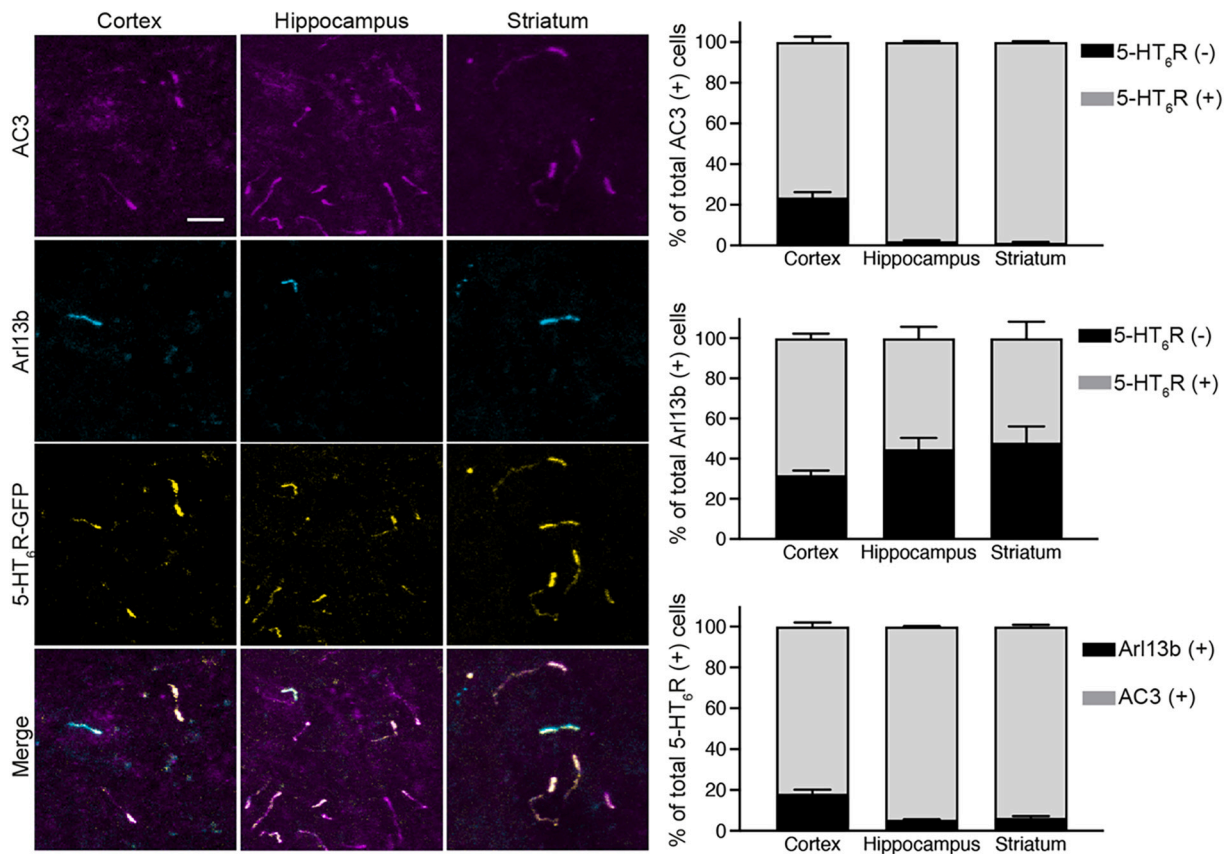 Cortex
Hippocampus
Striatum
AC3
Arl13b
5-HT6R-GFP
Merge
% of total AC3 (+) cells
100
80
60
40
20
0
Cortex
Hippocampus
Striatum
5-HT6R (-)
5-HT6R (+)
% of total Arl13b (+) cells
100
80
60
40
20
0
Cortex
Hippocampus
Striatum
5-HT6R (-)
5-HT6R (+)
% of total 5-HT6R (+) cells
100
80
60
40
20
0
Cortex
Hippocampus
Striatum
Arl13b (+)
AC3 (+)